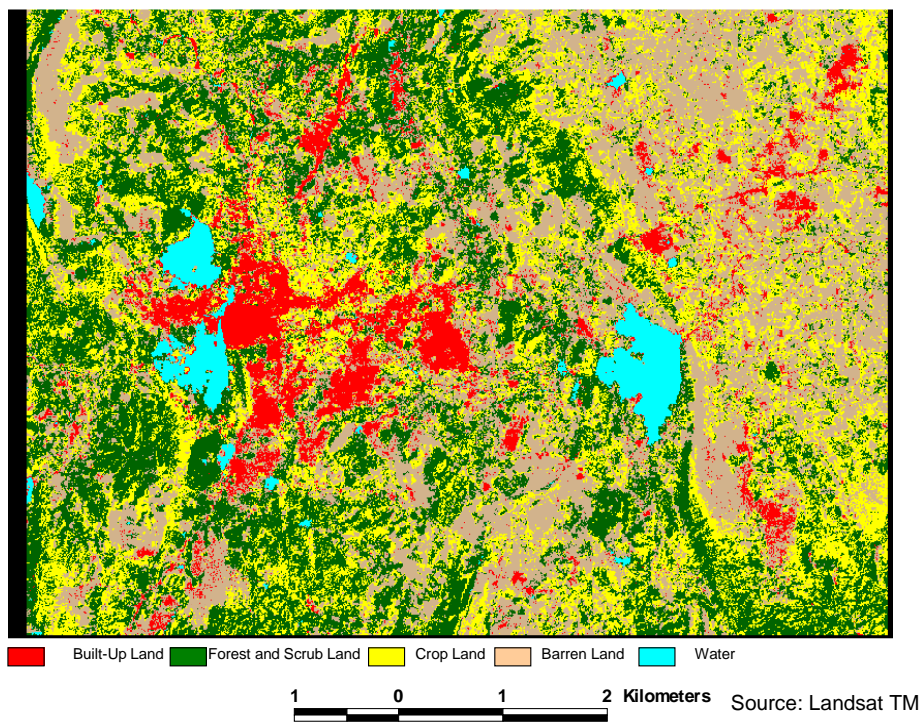 Built-Up Land Forest and Scrub Land Crop Land Barren Land Water
1 0 1 2 Kilometers
Source: Landsat TM